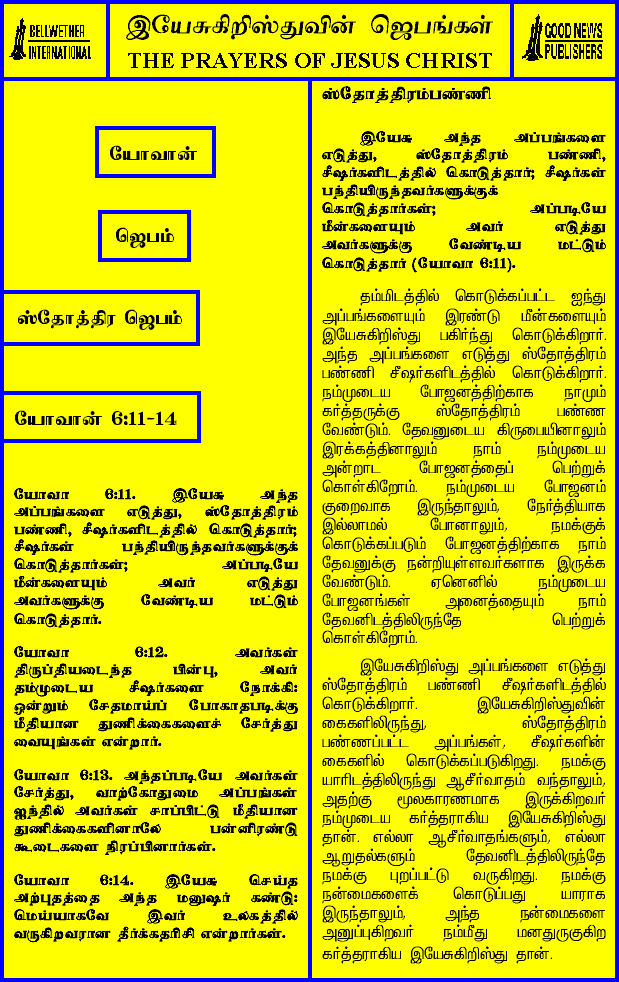 BELLWETHER
INTERNATIONAL
இயேசுகிறிஸ்துவின் ஜெபங்கள்
THE PRAYERS OF JESUS CHRIST
GOOD NEWS
PUBLISHERS
யோவான்
ஜெபம்
ஸ்தோத்திர ஜெபம்
யோவான் 6:11-14
யோவா 6:11. இயேசு அந்த
அப்பங்களை எடுத்து, ஸ்தோத்திரம்
பண்ணி, சீஷர்களிடத்தில் கொடுத்தார்;
சீஷர்கள் பந்தியிருந்தவர்களுக்குக்
கொடுத்தார்கள்; அப்படியே
மீன்களையும் அவர் எடுத்து
அவர்களுக்கு வேண்டிய மட்டும்
கொடுத்தார்.
யோவா 6:12. அவர்கள்
திருப்தியடைந்த பின்பு, அவர்
தம்முடைய சீஷர்களை நோக்கி:
ஒன்றும் சேதமாய்ப் போகாதபடிக்கு
மீதியான துணிக்கைகளைச் சேர்த்து
வையுங்கள் என்றார்.
யோவா 6:13. அந்தப்படியே அவர்கள்
சேர்த்து, வாற்கோதுமை அப்பங்கள்
ஐந்தில் அவர்கள் சாப்பிட்டு மீதியான
துணிக்கைகளினாலே பன்னிரண்டு
கூடைகளை நிரப்பினார்கள்.
யோவா 6:14. இயேசு செய்த
அற்புதத்தை அந்த மனுஷர் கண்டு:
மெய்யாகவே இவர் உலகத்தில்
வருகிறவரான தீர்க்கதரிசி என்றார்கள்.
ஸ்தோத்திரம்பண்ணி
இயேசு அந்த அப்பங்களை
எடுத்து, ஸ்தோத்திரம் பண்ணி,
சீஷர்களிடத்தில் கொடுத்தார்; சீஷர்கள்
பந்தியிருந்தவர்களுக்குக்
கொடுத்தார்கள்; அப்படியே
மீன்களையும் அவர் எடுத்து
அவர்களுக்கு வேண்டிய மட்டும்
கொடுத்தார் (யோவா 6:11).
தம்மிடத்தில் கொடுக்கப்பட்ட ஐந்து
அப்பங்களையும் இரண்டு மீன்களையும்
இயேசுகிறிஸ்து பகிர்ந்து கொடுக்கிறார்.
அந்த அப்பங்களை எடுத்து ஸ்தோத்திரம்
பண்ணி சீஷர்களிடத்தில் கொடுக்கிறார்.
நம்முடைய போஜனத்திற்காக நாமும்
கர்த்தருக்கு ஸ்தோத்திரம் பண்ண
வேண்டும். தேவனுடைய கிருபையினாலும்
இரக்கத்தினாலும் நாம் நம்முடைய
அன்றாட போஜனத்தைப் பெற்றுக்
கொள்கிறோம். நம்முடைய போஜனம்
குறைவாக இருந்தாலும், நேர்த்தியாக
இல்லாமல் போனாலும், நமக்குக்
கொடுக்கப்படும் போஜனத்திற்காக நாம்
தேவனுக்கு நன்றியுள்ளவர்களாக இருக்க
வேண்டும். ஏனெனில் நம்முடைய
போஜனங்கள் அனைத்தையும் நாம்
தேவனிடத்திலிருந்தே பெற்றுக்
கொள்கிறோம்.
இயேசுகிறிஸ்து அப்பங்களை எடுத்து
ஸ்தோத்திரம் பண்ணி சீஷர்களிடத்தில்
கொடுக்கிறார். இயேசுகிறிஸ்துவின்
கைகளிலிருந்து, ஸ்தோத்திரம்
பண்ணப்பட்ட அப்பங்கள், சீஷர்களின்
கைகளில் கொடுக்கப்படுகிறது. நமக்கு
யாரிடத்திலிருந்து ஆசீர்வாதம் வந்தாலும்,
அதற்கு மூலகாரணமாக இருக்கிறவர்
நம்முடைய கர்த்தராகிய இயேசுகிறிஸ்து
தான். எல்லா ஆசீர்வாதங்களும், எல்லா
ஆறுதல்களும் தேவனிடத்திலிருந்தே
நமக்கு புறப்பட்டு வருகிறது. நமக்கு
நன்மைகளைக் கொடுப்பது யாராக
இருந்தாலும், அந்த நன்மைகளை
அனுப்புகிறவர் நம்மீது மனதுருகுகிற
கர்த்தராகிய இயேசுகிறிஸ்து தான்.